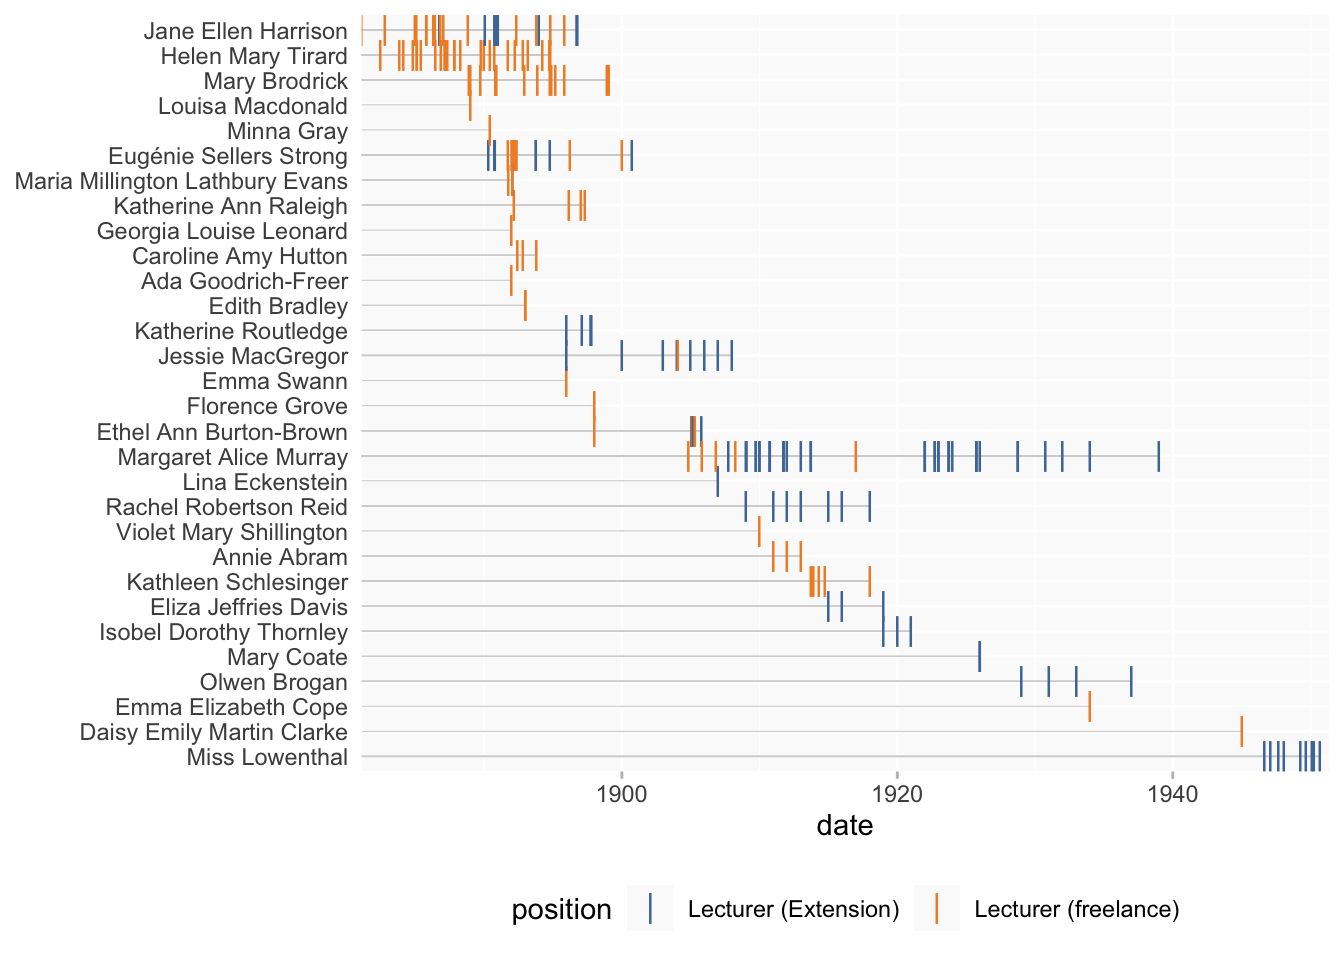 Jane Ellen Harrison
Helen Mary Tirard
Mary Brodrick
Louisa Macdonald
Minna Gray
Eugénie Sellers Strong
Maria Millington Lathbury Evans
Katherine Ann Raleigh
Georgia Louise Leonard
Caroline Amy Hutton
Ada Goodrich-Freer
Edith Bradley
Katherine Routledge
Jessie MacGregor
Emma Swann
Florence Grove
Ethel Ann Burton-Brown
Margaret Alice Murray
Lina Eckenstein
Rachel Robertson Reid
Violet Mary Shillington
Annie Abram
Kathleen Schlesinger
Eliza Jeffries Davis
Isobel Dorothy Thornley
Mary Coate
Olwen Brogan
Emma Elizabeth Cope
Daisy Emily Martin Clarke
Miss Lowenthal
1900 1920 1940
date
position Lecturer (Extension) Lecturer (freelance)